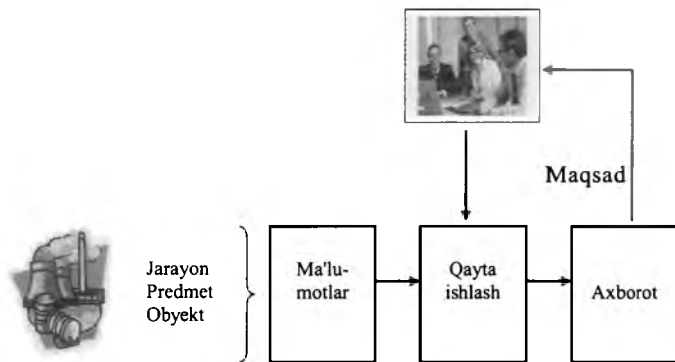 Maqsad
Jarayon
Predmet
Obyekt
Ma'lu-
motlar
Qayta
ishlash
Axborot